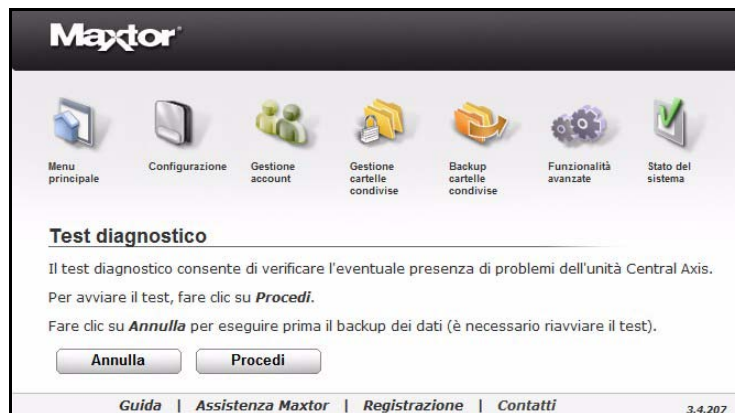 Maxtor
Menu principale
Configurazione
Gestione account
Gestione cartelle condivise
Backup cartelle condivise
Funzionalità avanzate
Stato del sistema
Test diagnostico
Il test diagnostico consente di verificare l'eventuale presenza di problemi dell'unità Central Axis.
Per avviare il test, fare clic su Procedi.
Fare clic su Annulla per eseguire prima il backup dei dati (è necessario riavviare il test).
Annulla Procedi
Guida | Assistenza Maxtor | Registrazione | Contatti 3.4.207